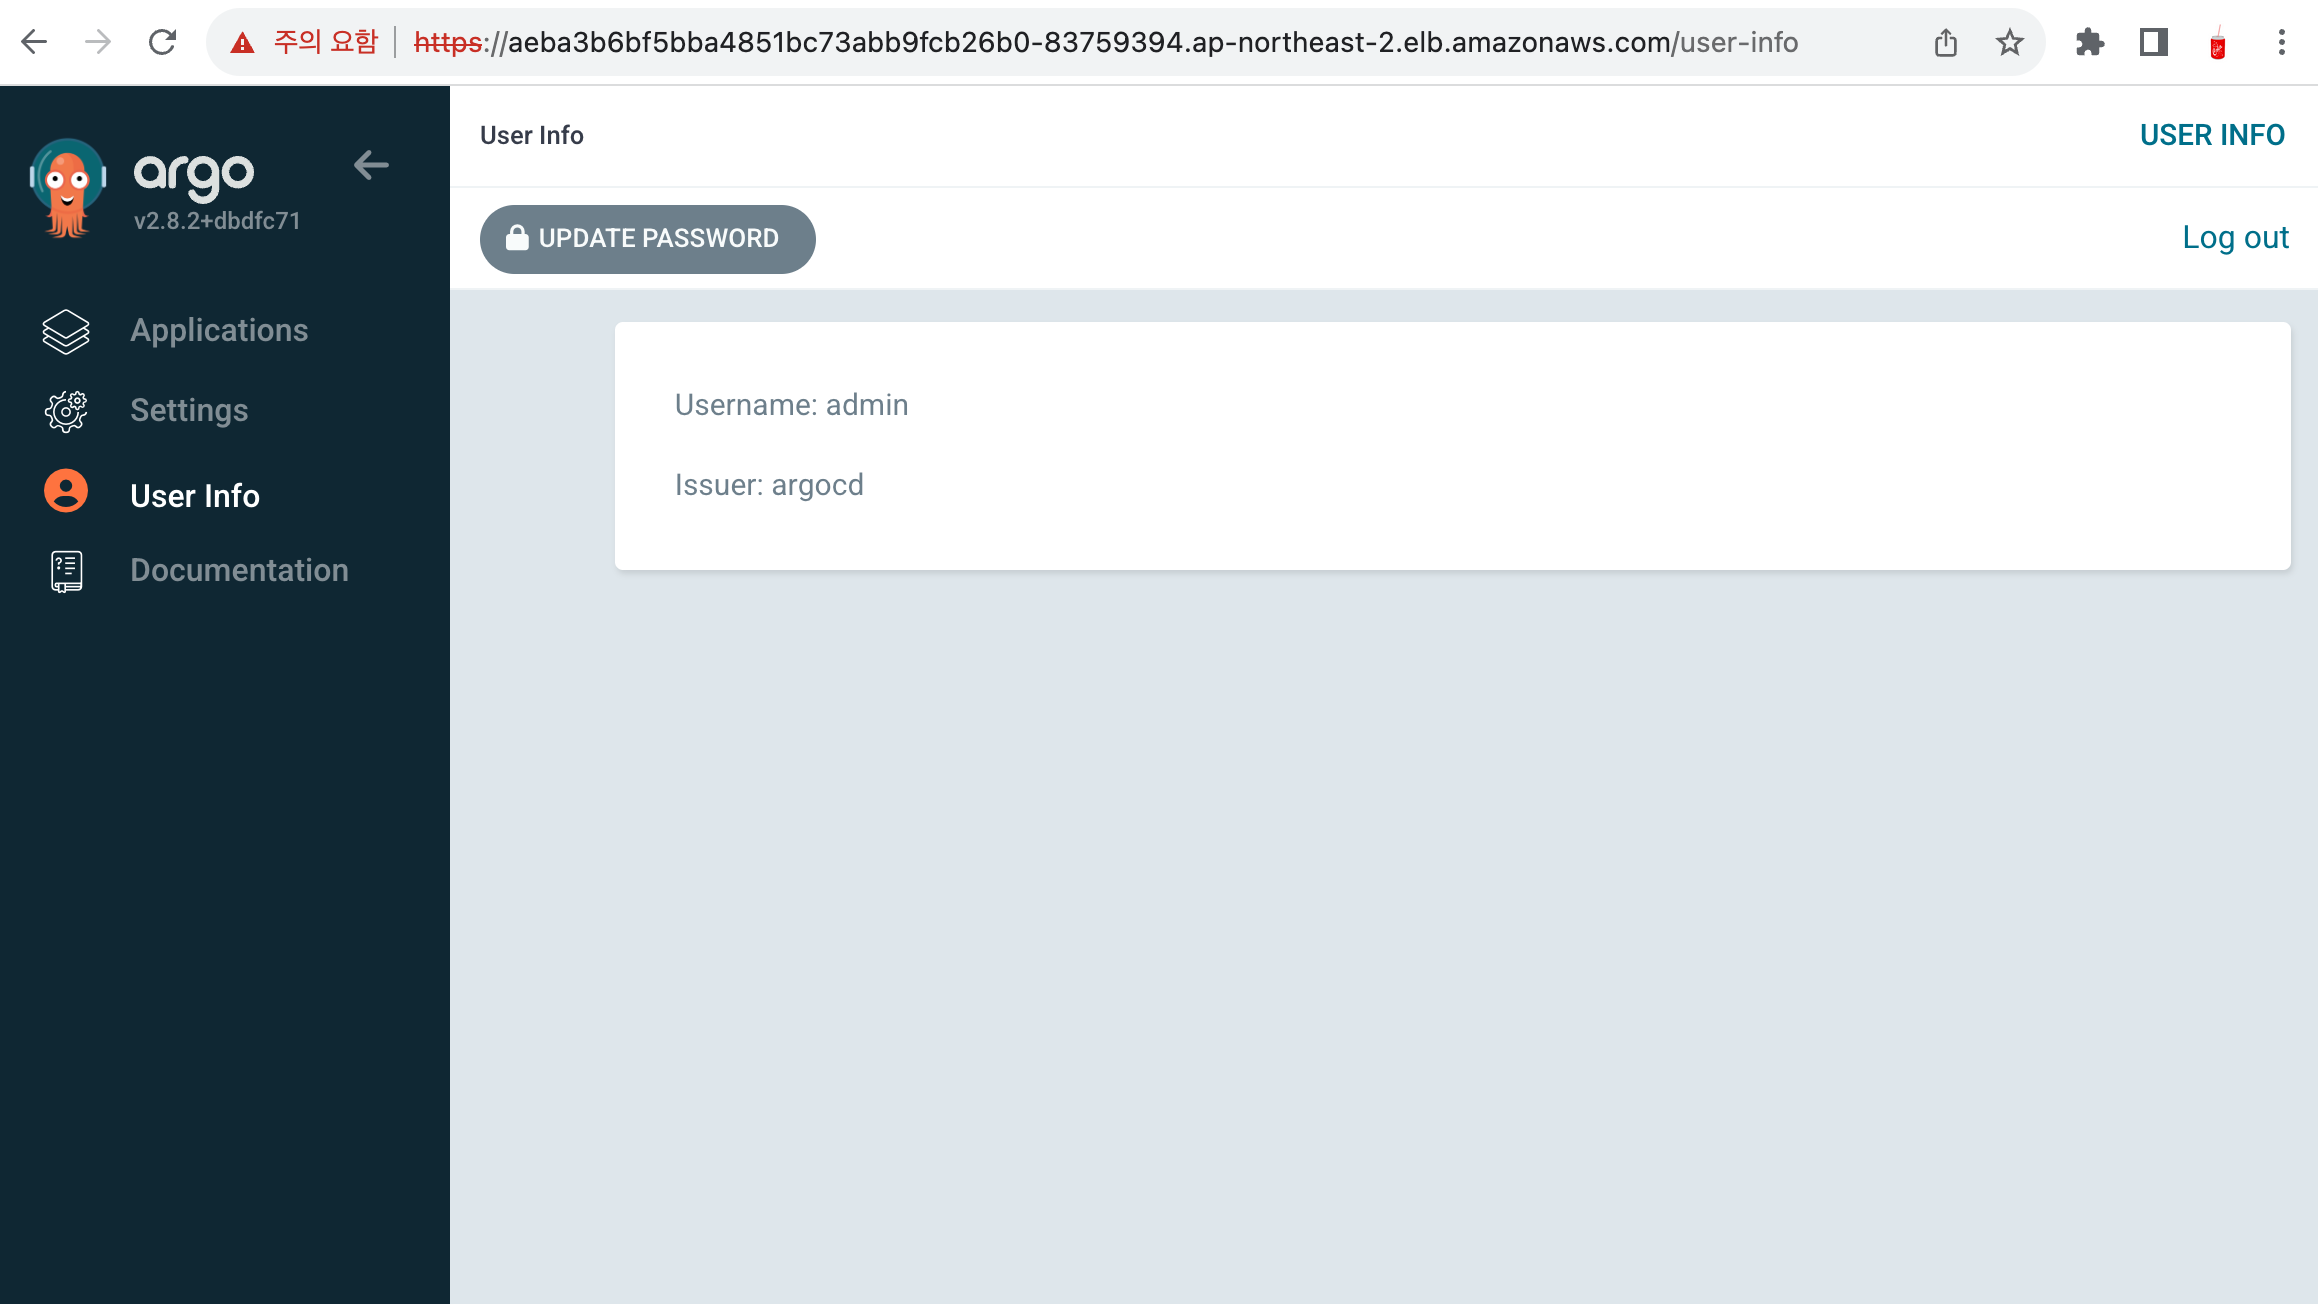 주의 요함 https://aeba3b6bf5bba4851bc73abb9fcb26b0-83759394.ap-northeast-2.elb.amazonaws.com/user-info
argo
v2.8.2+dbdfc71
Applications
Settings
User Info
Documentation
User Info
USER INFO
UPDATE PASSWORD
Log out
Username: admin
Issuer: argocd